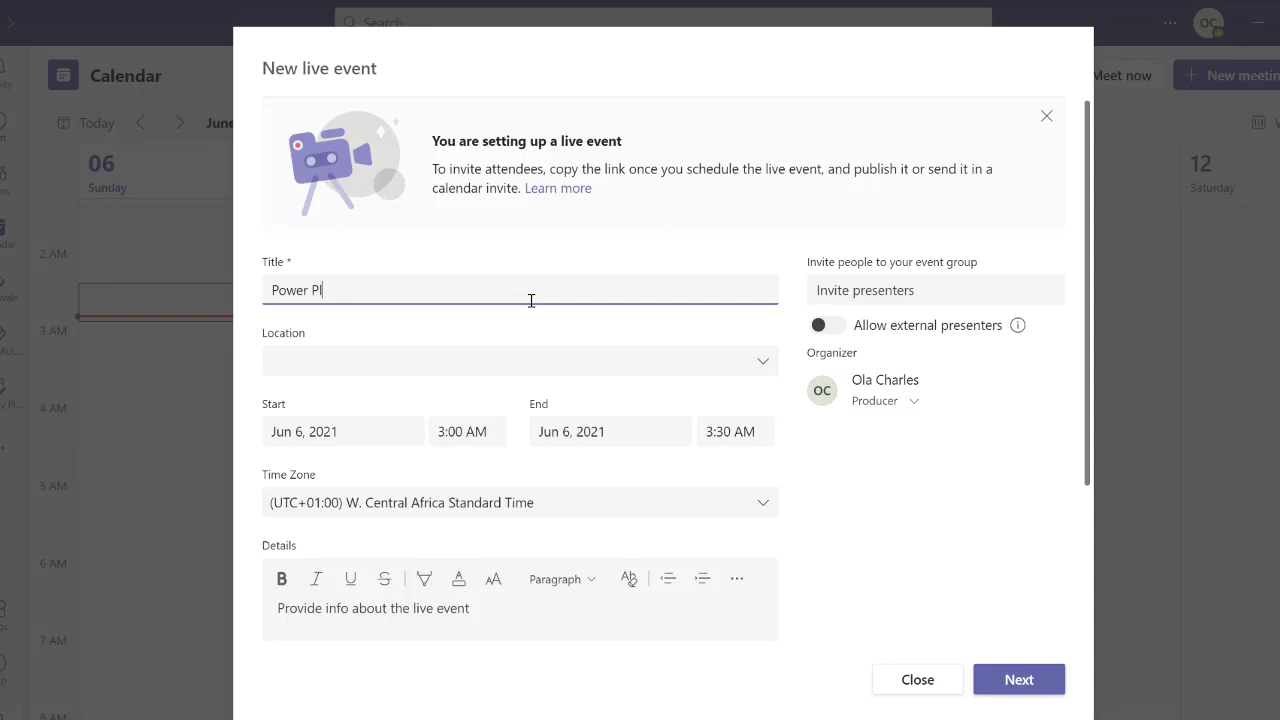 Search
OC
New live event
Calendar
Meet now
New meetin
You are setting up a live event
To invite attendees, copy the link once you schedule the live event, and publish it or send it in a
calendar invite. Learn more
Today
June
06
Sunday
12
Saturday
2 AM
3 AM
4 AM
5 AM
6 AM
7 AM
8 AM
Title *
Power Pl
Location
Start
End
Jun 6, 2021
3:00 AM
Jun 6, 2021
3:30 AM
Time Zone
(UTC+01:00) W. Central Africa Standard Time
Details
B I U S A AA Paragraph
Provide info about the live event
Invite people to your event group
Invite presenters
Allow external presenters
Organizer
OC
Ola Charles
Producer
Close
Next